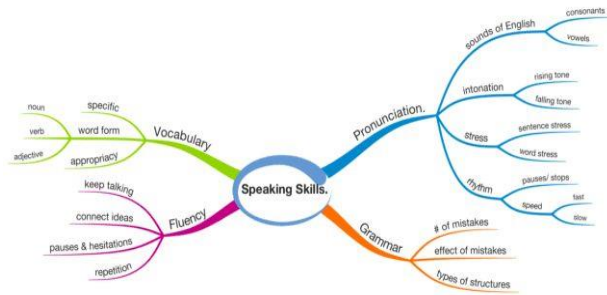 Speaking Skills.
Pronunciation.
sounds of English
consonants
vowels
intonation
rising tone
falling tone
stress
sentence stress
word stress
rhythm
pauses/ stops
speed
fast
slow
Grammar
# of mistakes
effect of mistakes
types of structures
Vocabulary
specific
word form
noun
verb
adjective
appropriacy
Fluency
keep talking
connect ideas
pauses & hesitations
repetition